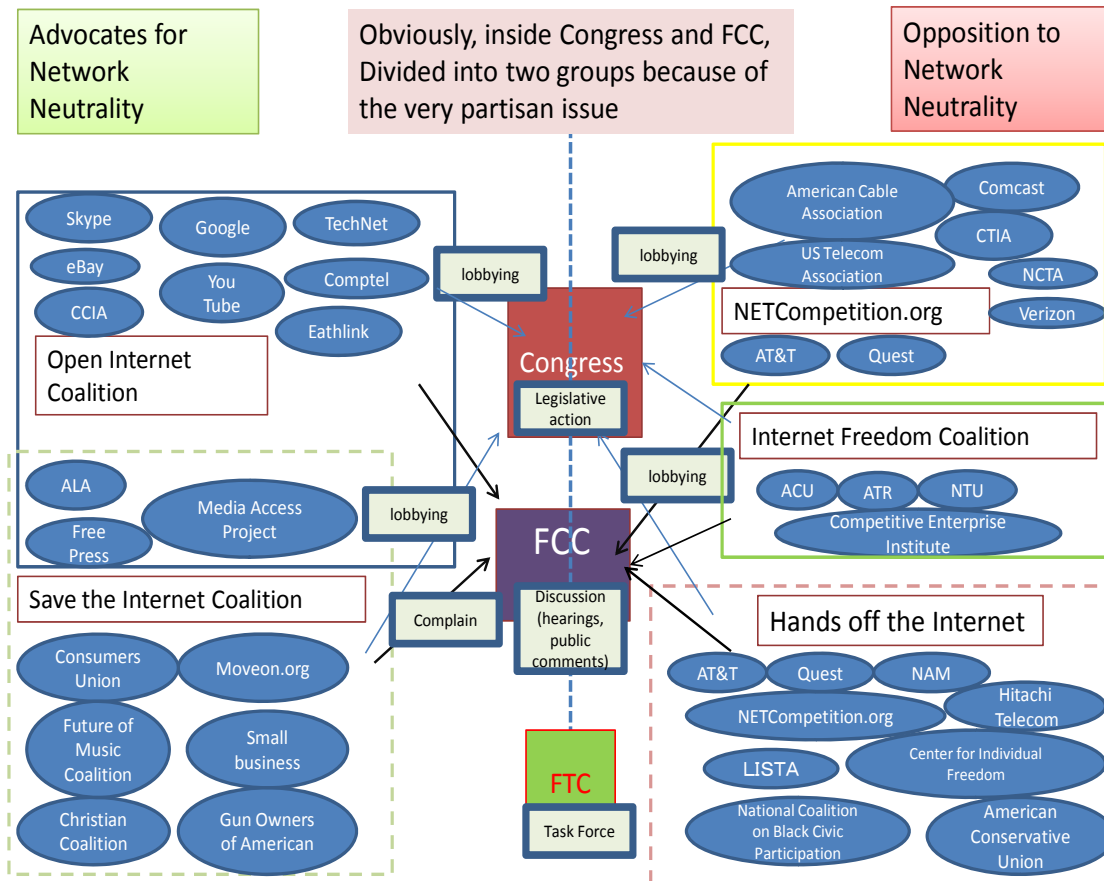 Advocates for
Network
Neutrality
Obviously, inside Congress and FCC,
Divided into two groups because of
the very partisan issue
Opposition to
Network
Neutrality
Skype
Google
TechNet
eBay
You
Tube
Comptel
CCIA
Eathlink
Open Internet
Coalition
lobbying
lobbying
American Cable
Association
Comcast
CTIA
US Telecom
Association
NCTA
NETCompetition.org
Verizon
AT&T
Quest
Congress
Legislative
action
Internet Freedom Coalition
ACU
ATR
NTU
Competitive Enterprise
Institute
ALA
Media Access
Project
Free
Press
lobbying
lobbying
FCC
Discussion
(hearings,
public
comments)
Complain
Save the Internet Coalition
Consumers
Union
Moveon.org
Future of
Music
Coalition
Small
business
Christian
Coalition
Gun Owners
of American
FTC
Task Force
Hands off the Internet
AT&T
Quest
NAM
Hitachi
Telecom
NETCompetition.org
LISTA
Center for Individual
Freedom
National Coalition
on Black Civic
Participation
American
Conservative
Union